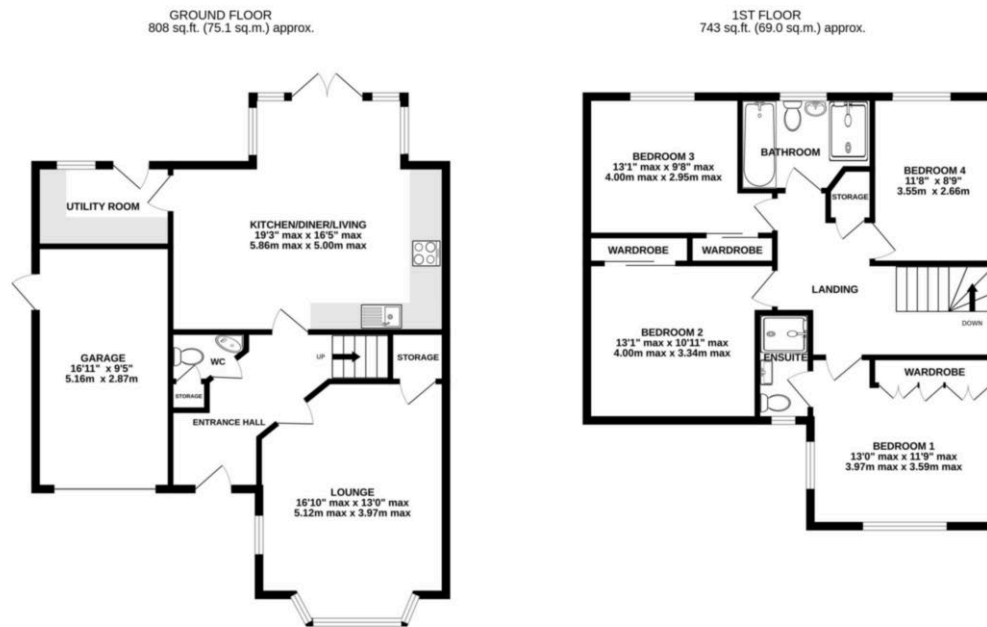 GROUND FLOOR
808 sq.ft. (75.1 sq.m.) approx.
UTILITY ROOM
KITCHEN/DINER/LIVING
19'3" max x 16'5" max
5.86m max x 5.00m max
GARAGE
16'11" x 9'5"
5.16m x 2.87m
WC
STORAGE
UP
STORAGE
ENTRANCE HALL
LOUNGE
16'10" max x 13'0" max
5.12m max x 3.97m max
1ST FLOOR
743 sq.ft. (69.0 sq.m.) approx.
BEDROOM 3
13'1" max x 9'8" max
4.00m max x 2.95m max
BATHROOM
BEDROOM 4
11'8" x 8'9"
3.55m x 2.66m
STORAGE
WARDROBE
WARDROBE
LANDING
DOWN
BEDROOM 2
13'1" max x 10'11" max
4.00m max x 3.34m max
ENSUITE
WARDROBE
BEDROOM 1
13'0" max x 11'9" max
3.97m max x 3.59m max